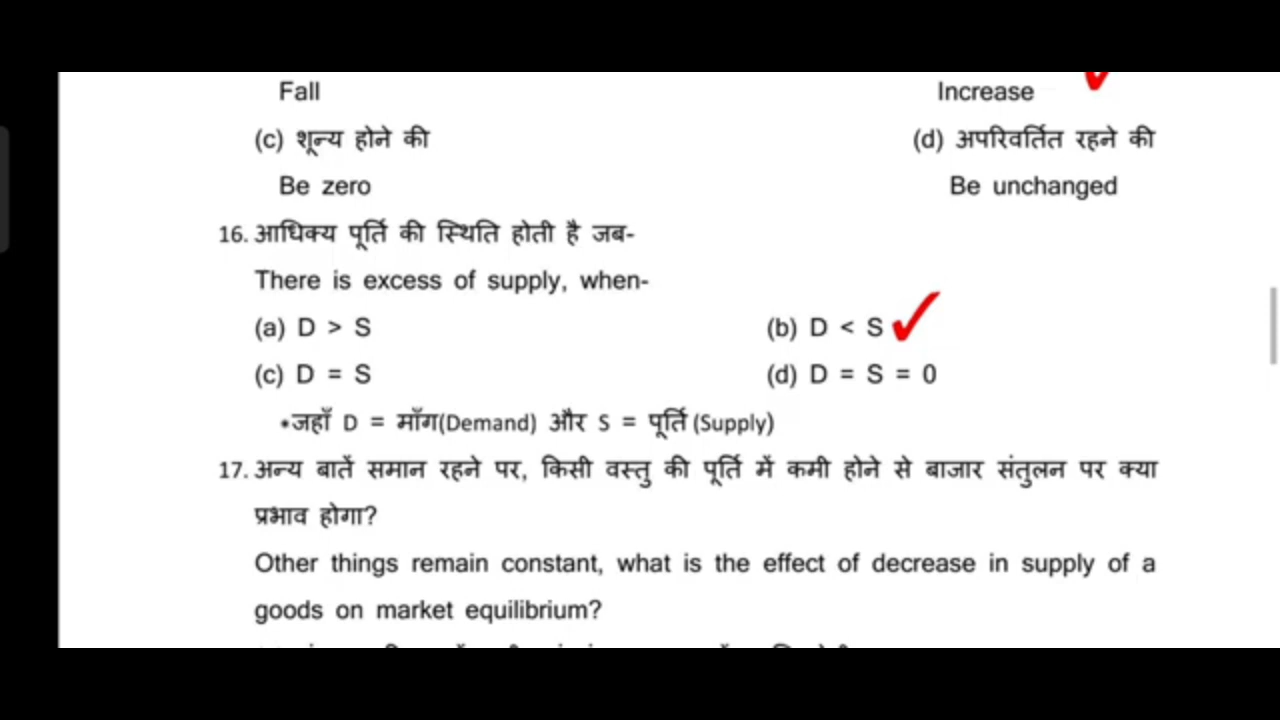 Fall Increase
(c) शून्य होने की (d) अपरिवर्तित रहने की
Be zero Be unchanged
16. आधिक्य पूर्ति की स्थिति होती है जब-
There is excess of supply, when-
(a) D > S (b) D < S
(c) D = S (d) D = S = 0
*जहाँ D = माँग(Demand) और S = पूर्ति (Supply)
17. अन्य बातें समान रहने पर, किसी वस्तु की पूर्ति में कमी होने से बाजार संतुलन पर क्या
प्रभाव होगा?
Other things remain constant, what is the effect of decrease in supply of a
goods on market equilibrium?